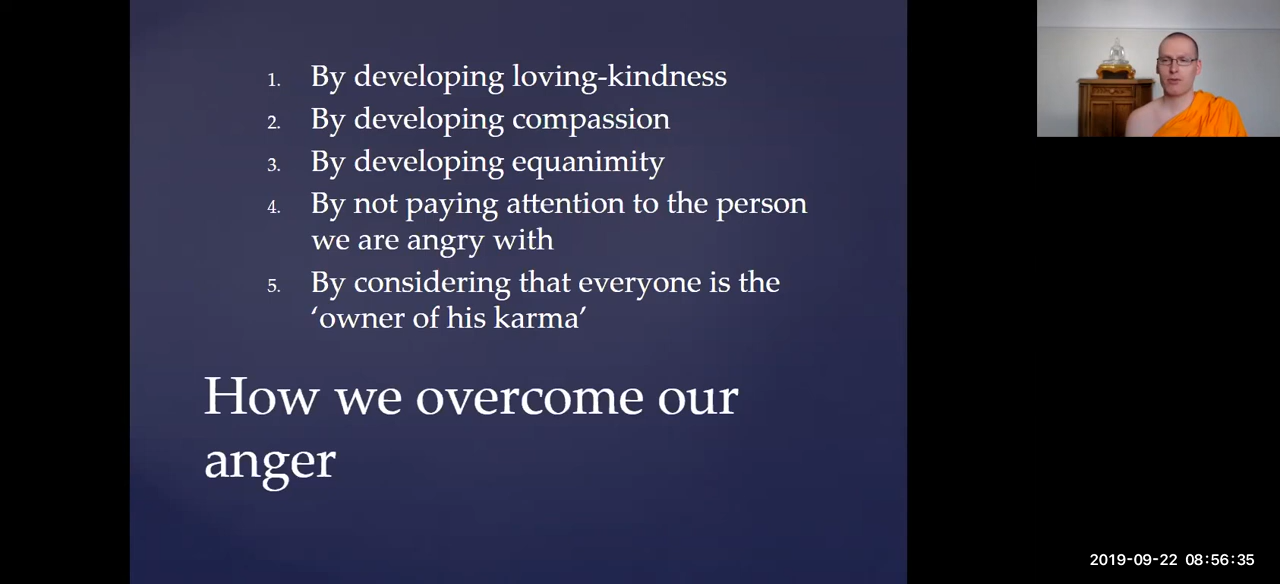 1. By developing loving-kindness
2. By developing compassion
3. By developing equanimity
4. By not paying attention to the person
we are angry with
5. By considering that everyone is the
‘owner of his karma’
How we overcome our
anger
2019-09-22 08:56:35